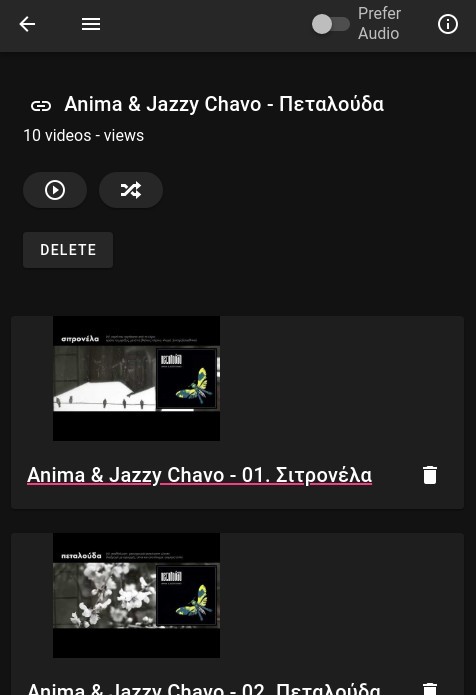 Prefer
Audio
Anima & Jazzy Chavo - Πεταλούδα
10 videos - views
DELETE
σιτρονέλα
Anima & Jazzy Chavo - 01. Σιτρονέλα
πεταλούδα
Anima & Jazzy Chavo - 02. Πεταλούδα